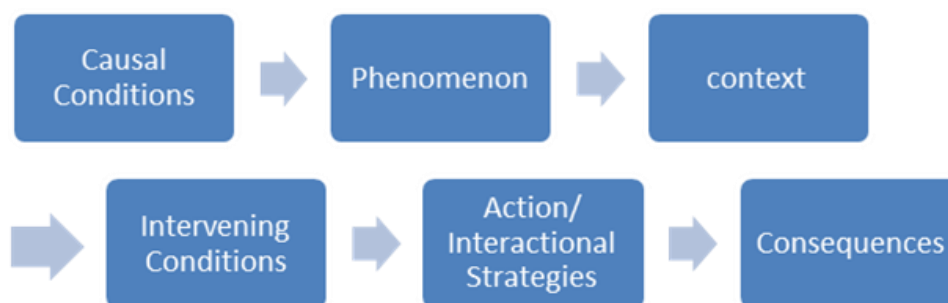 Causal
Conditions
Phenomenon
context
Intervening
Conditions
Action/
Interactional
Strategies
Consequences